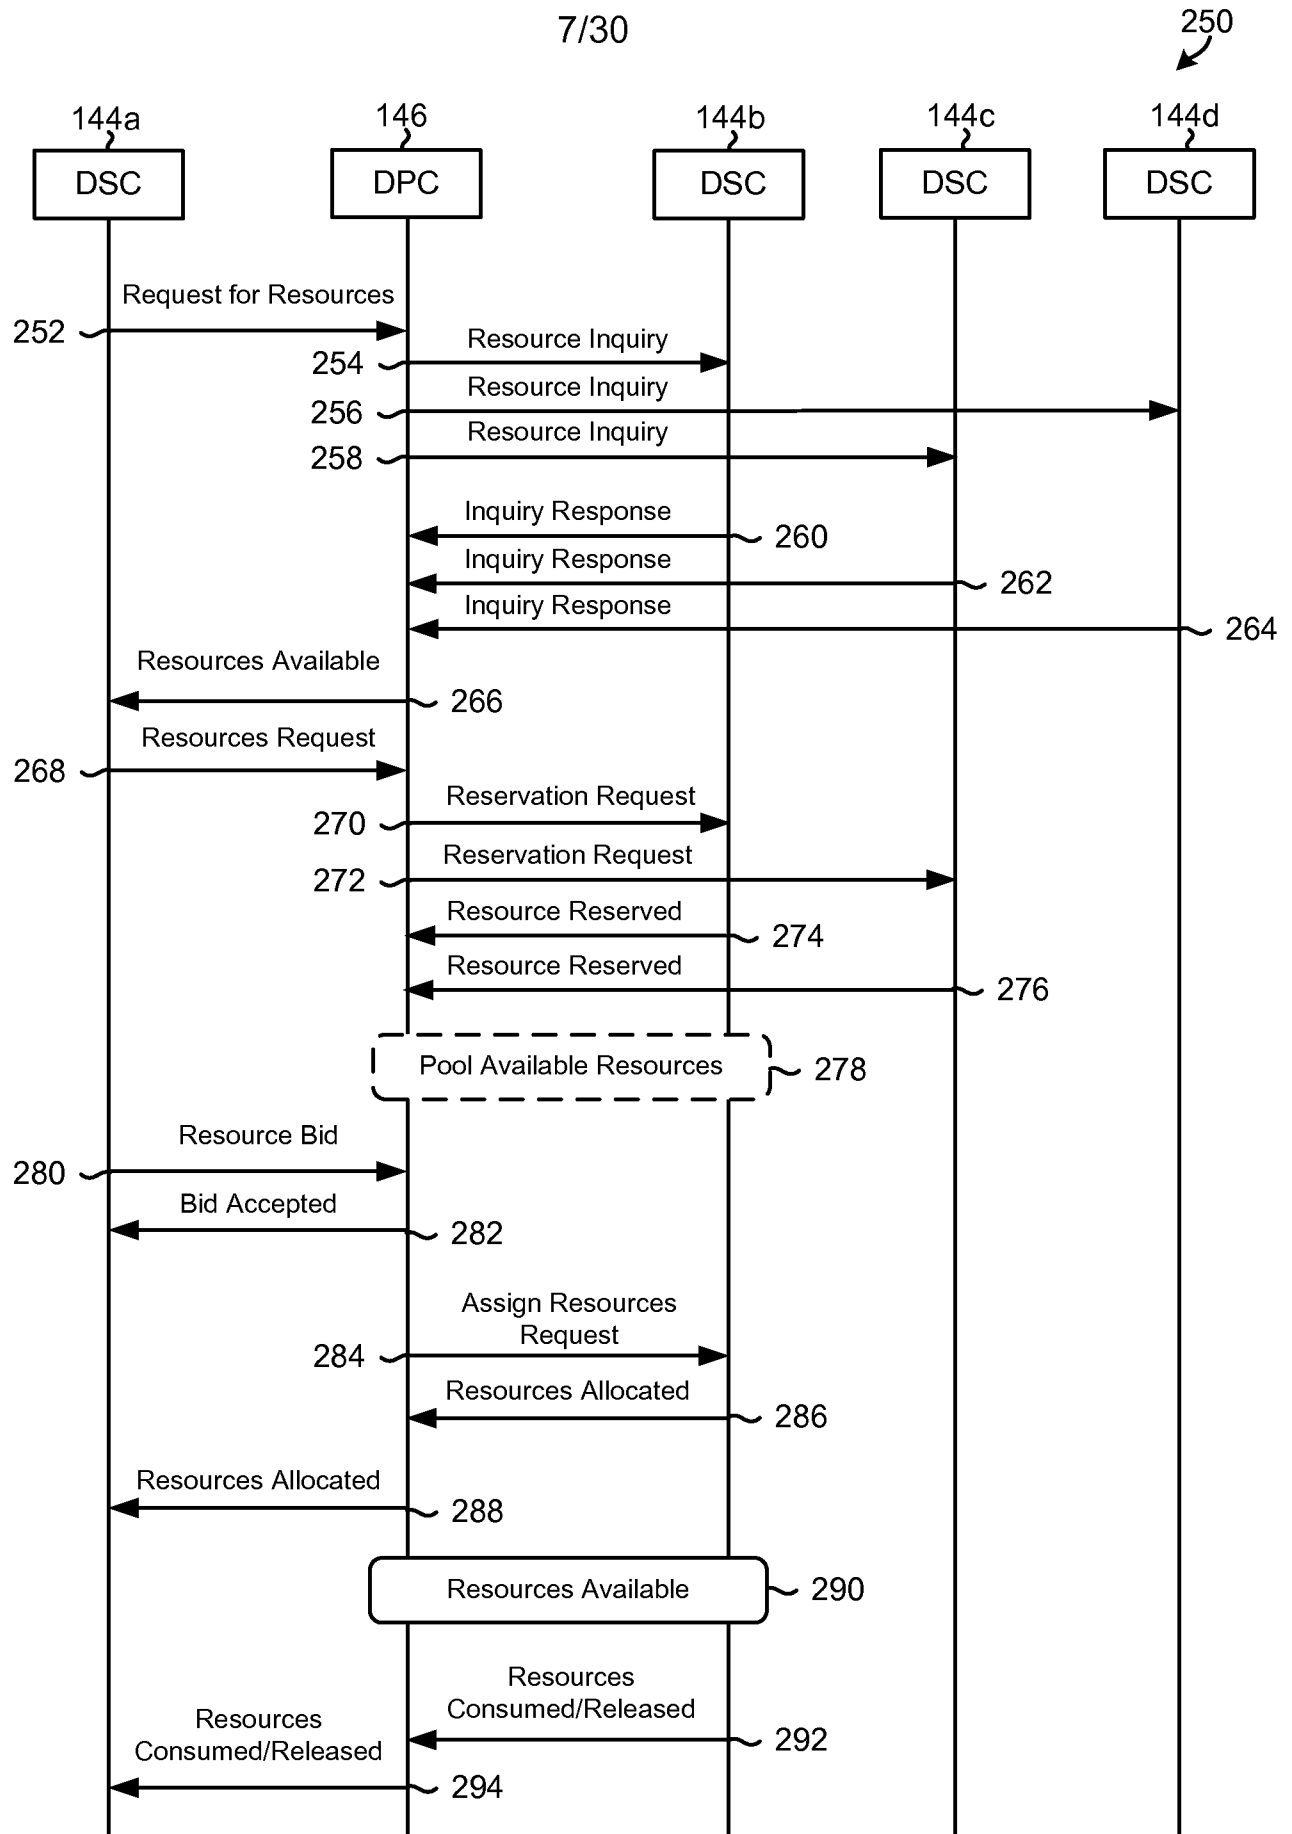 7/30
250
144a
146
144b
144c
144d
DSC
DPC
DSC
DSC
DSC
Request for Resources
252
Resource Inquiry
254
Resource Inquiry
256
Resource Inquiry
258
Inquiry Response
260
Inquiry Response
262
Inquiry Response
264
Resources Available
266
Resources Request
268
Reservation Request
270
Reservation Request
272
Resource Reserved
274
Resource Reserved
276
Pool Available Resources
278
Resource Bid
280
Bid Accepted
282
Assign Resources
Request
284
Resources Allocated
286
Resources Allocated
288
Resources Available
290
Resources
Consumed/Released
292
Resources
Consumed/Released
294